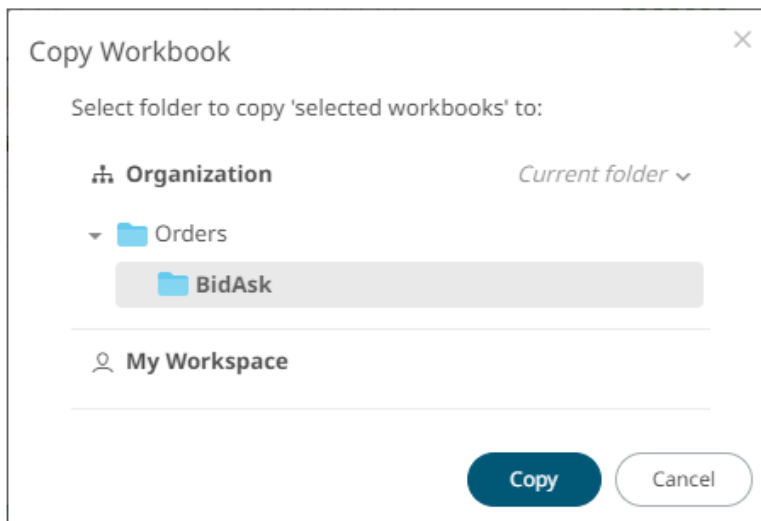 Copy Workbook
Select folder to copy 'selected workbooks' to:
Organization Current folder
Orders
BidAsk
My Workspace
Copy Cancel